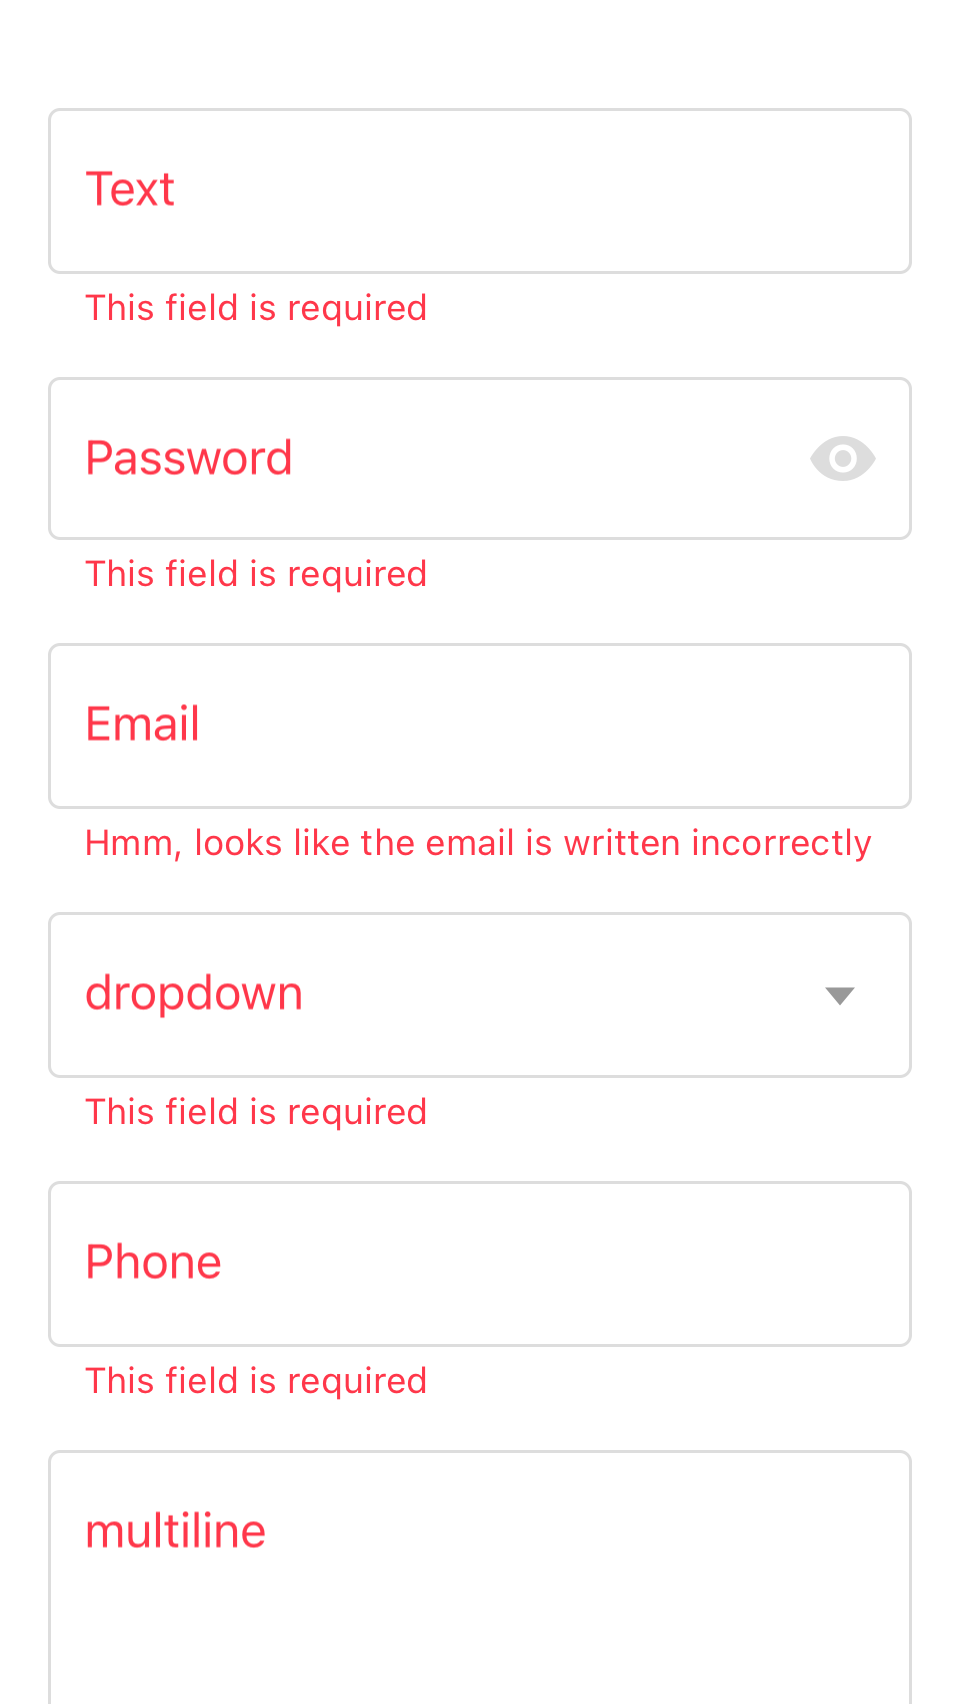 Text
This field is required
Password
This field is required
Email
Hmm, looks like the email is written incorrectly
dropdown
This field is required
Phone
This field is required
multiline